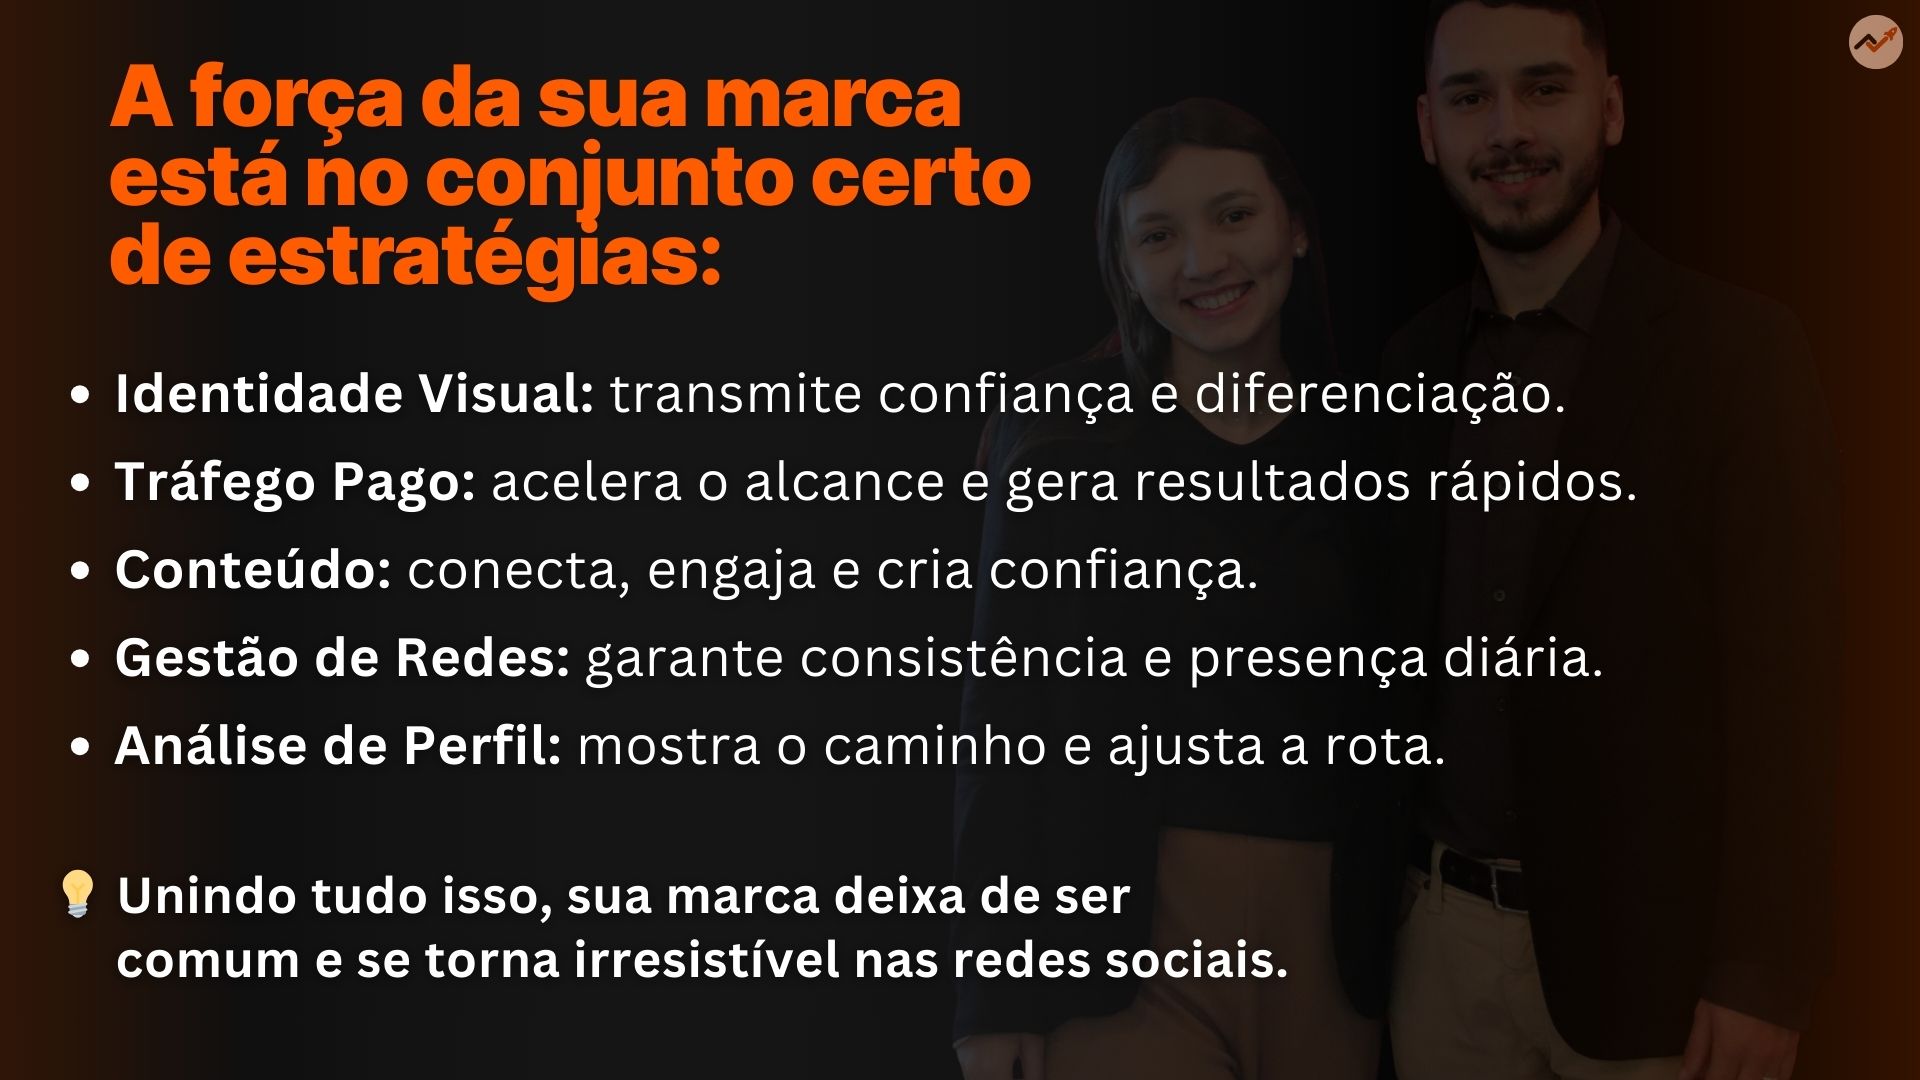 A força da sua marca
está no conjunto certo
de estratégias:
• Identidade Visual: transmite confiança e diferenciação.
• Tráfego Pago: acelera o alcance e gera resultados rápidos.
• Conteúdo: conecta, engaja e cria confiança.
• Gestão de Redes: garante consistência e presença diária.
• Análise de Perfil: mostra o caminho e ajusta a rota.
💡 Unindo tudo isso, sua marca deixa de ser
comum e se torna irresistível nas redes sociais.